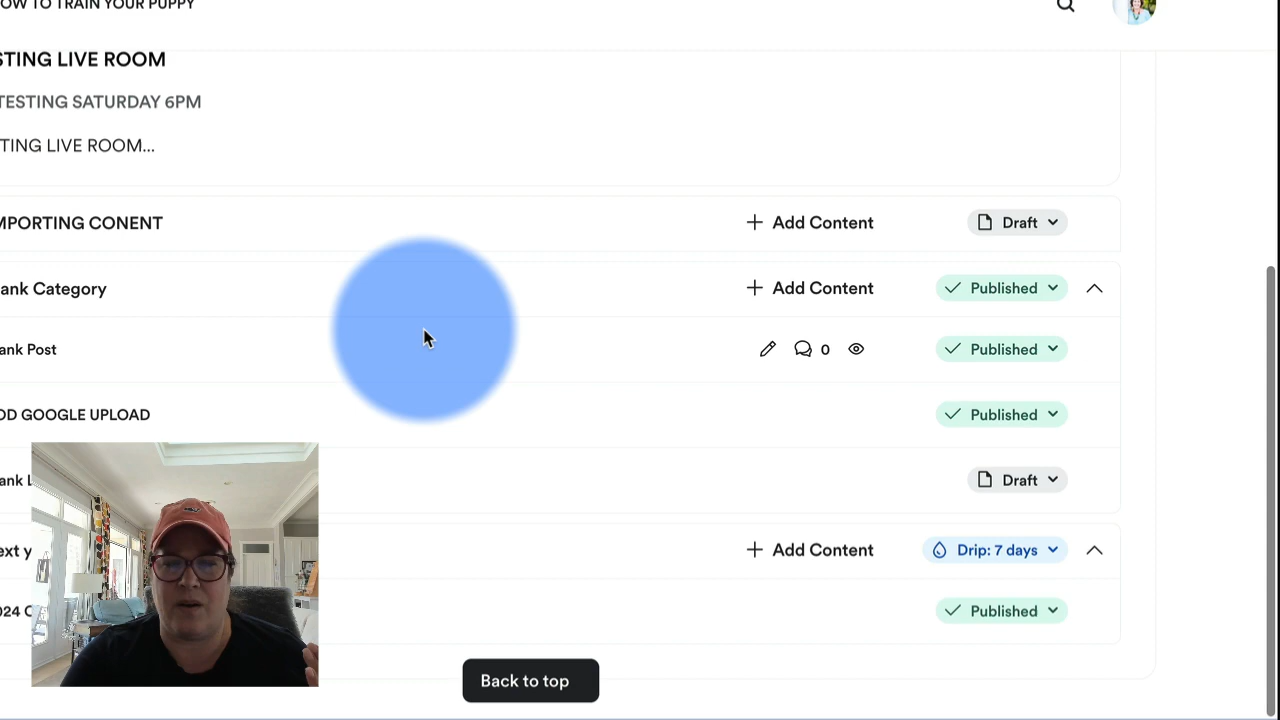 OW TO TRAIN YOUR PUPPY
STING LIVE ROOM
TESTING SATURDAY 6PM
TING LIVE ROOM...
MPORTING CONENT
Add Content
Draft
ank Category
Add Content
Published
ank Post
0
Published
OD GOOGLE UPLOAD
Published
ank L
Draft
ext y
Add Content
Drip: 7 days
024 C
Published
Back to top